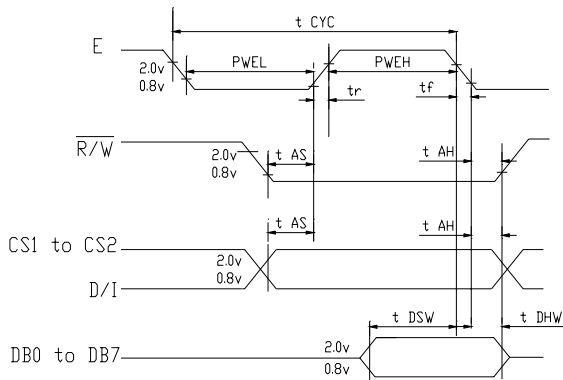 t CYC
E
2.0v
0.8v
PWEL
PWEH
tr
tf
R/W
2.0v
0.8v
t AS
t AH
t AS
t AH
CS1 to CS2
2.0v
0.8v
D/I
t DSW
t DHW
DB0 to DB7
2.0v
0.8v